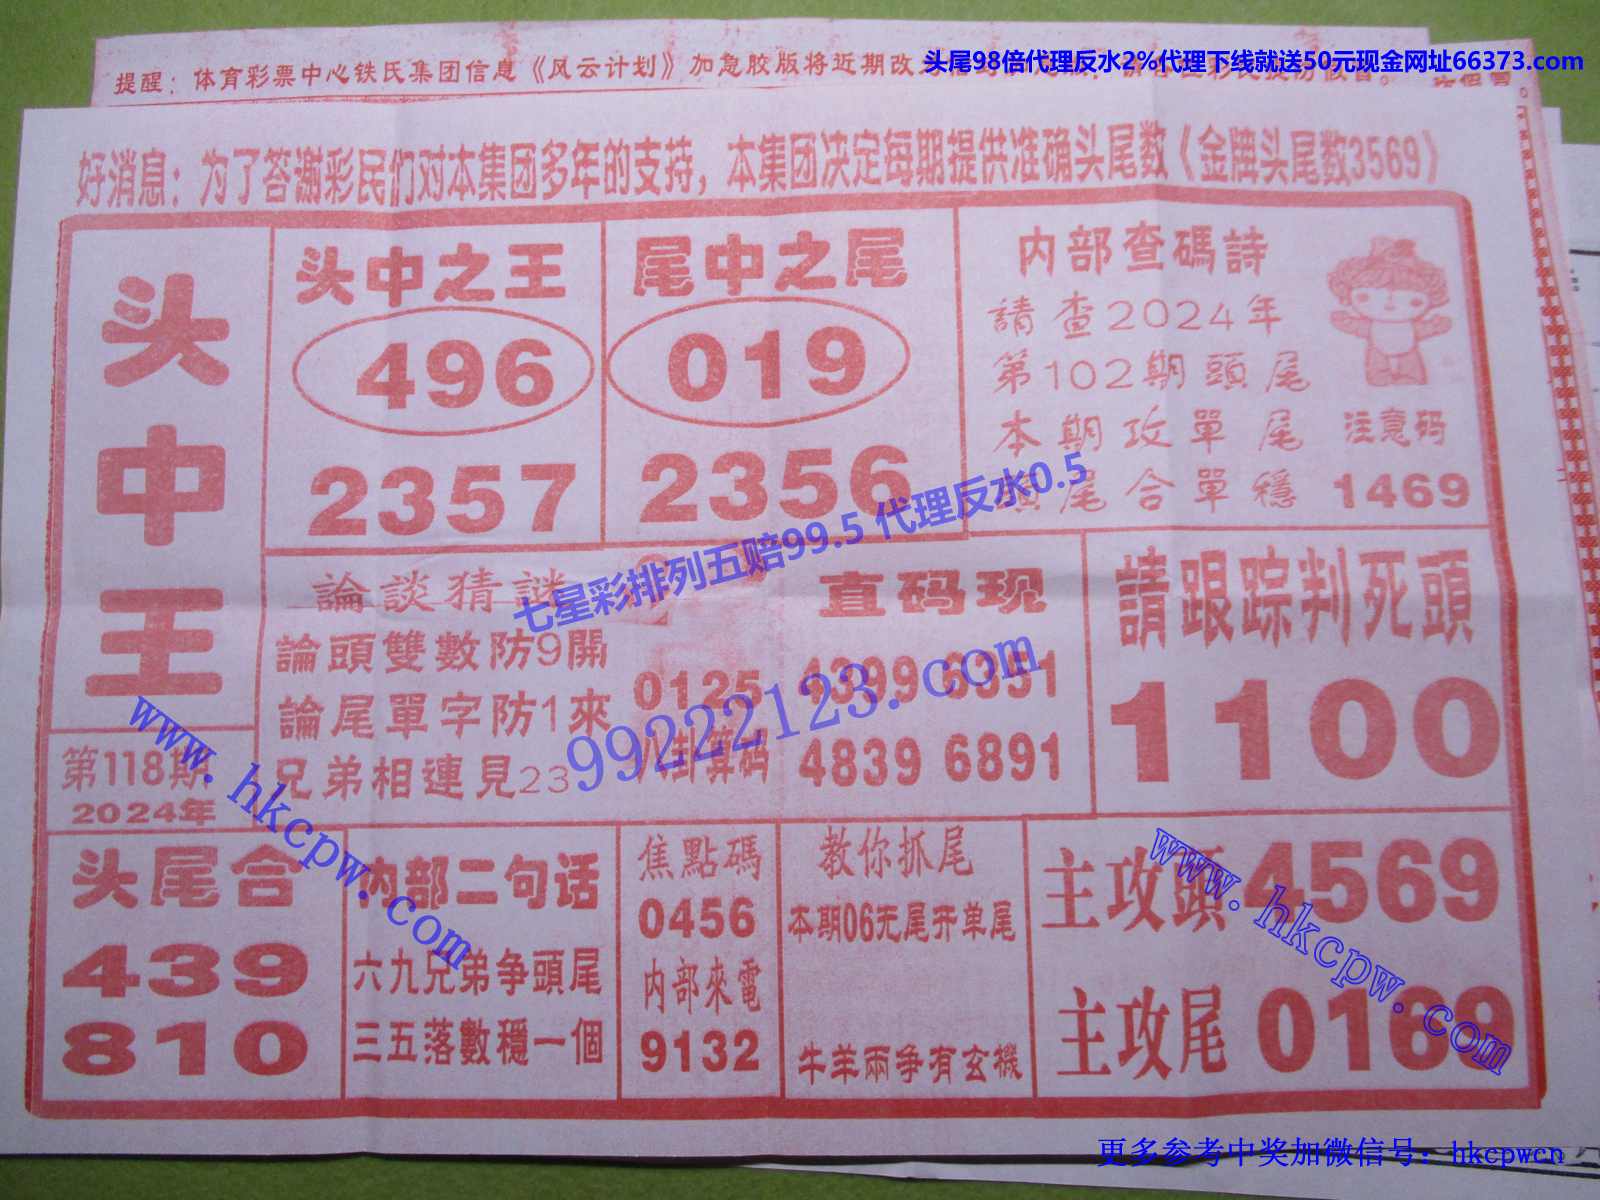 头尾98倍代理反水2%代理下线就送50元现金网址66373.com
提醒：体育彩票中心铁氏集团信息《风云计划》加急胶版将近期改
好消息：为了答谢彩民们对本集团多年的支持，本集团决定每期提供准确头尾数《金牌头尾数3569》
头中王
第118期
2024年
头中之王
496
2357
尾中之尾
019
2356
内部查碼詩
請查2024年
第102期頭尾
本期攻單尾
頭尾合單穩
注意码
1469
七星彩排列五赔99.5 代理反水0.5
論談猜謎
論頭雙數防9開
論尾單字防1來
兄弟相連見23
0125
八卦算码
直码现
4399 6351
4839 6891
請跟踪判死頭
1100
99222123.com
www.hkcpw.com
头尾合
439
810
内部二句话
六九兄弟争頭尾
三五落數穩一個
焦點碼
0456
内部來電
9132
教你抓尾
本期06无尾开单尾
牛羊兩争有玄機
主攻頭4569
主攻尾0169
www.hkcpw.com
更多参考中奖加微信号：hkcpwcn